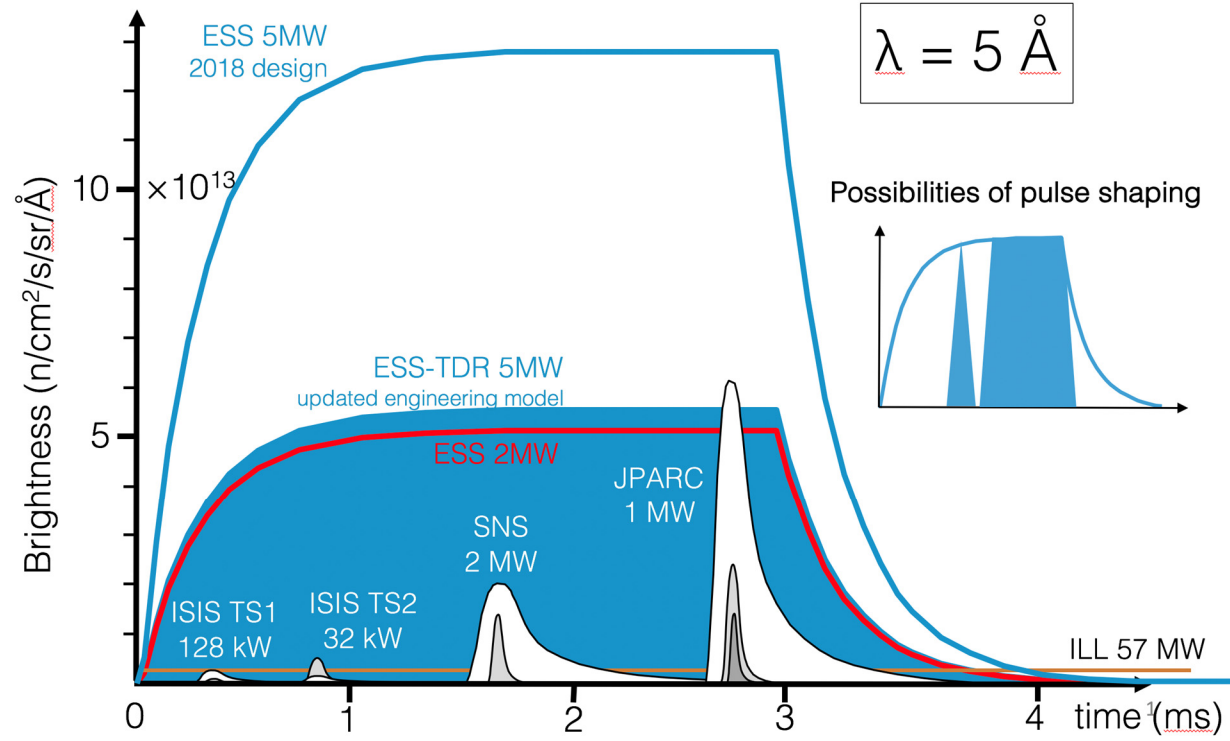 ESS 5MW
2018 design
λ = 5 Å
10
×10¹³
Possibilities of pulse shaping
Brightness (n/cm²/s/sr/Å)
ESS-TDR 5MW
updated engineering model
5
ESS 2MW
JPARC
1 MW
SNS
2 MW
ISIS TS1
128 kW
ISIS TS2
32 kW
ILL 57 MW
0
1
2
3
4
time (ms)
1